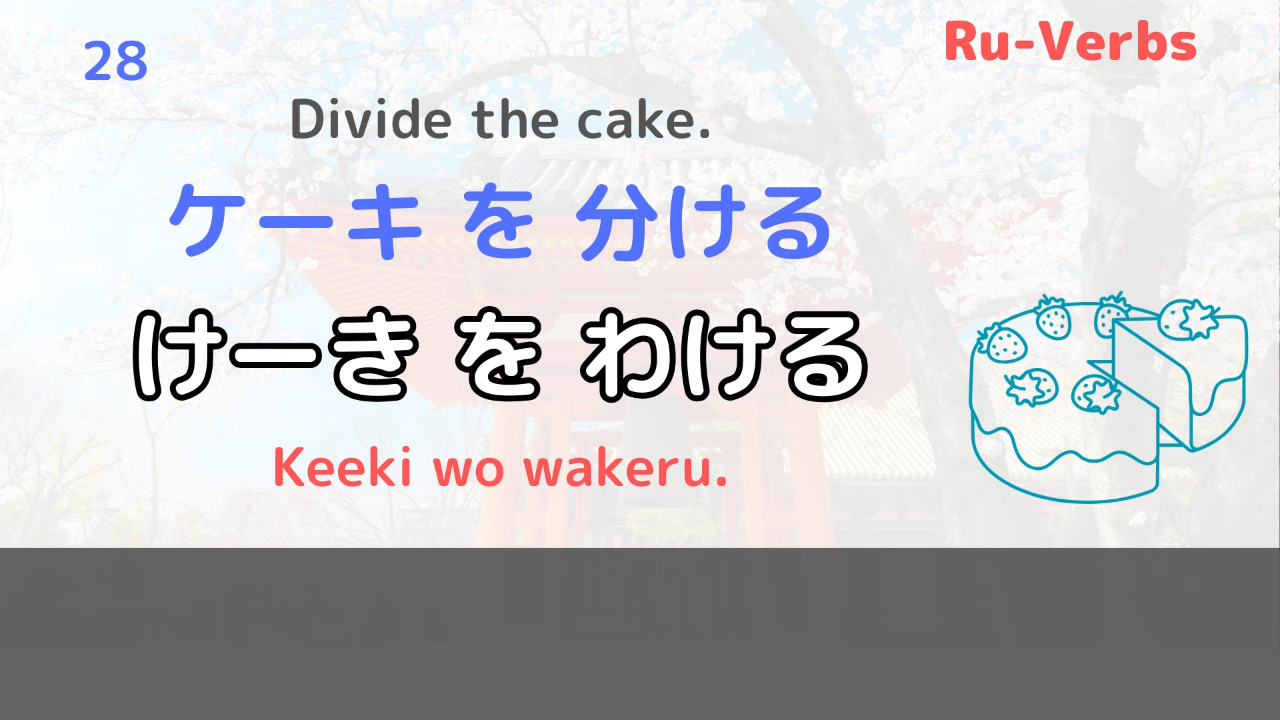 28
Ru-Verbs
Divide the cake.
ケーキ を 分ける
けーき を わける
Keeki wo wakeru.